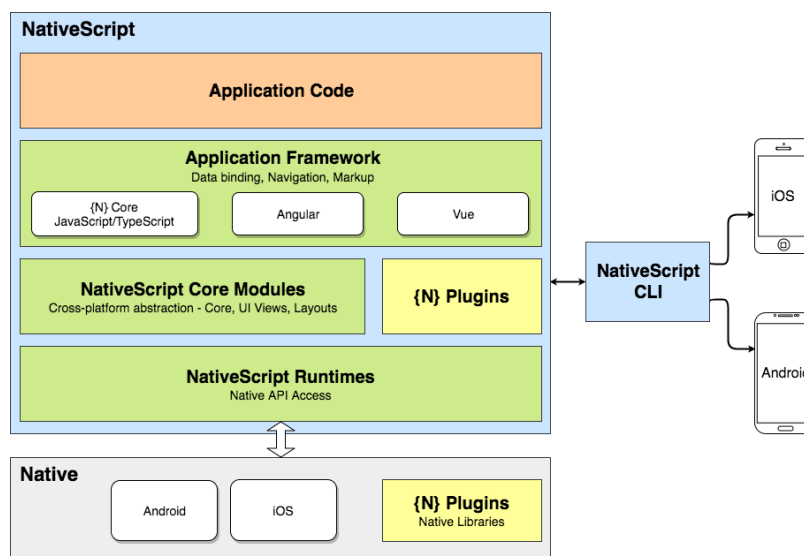 NativeScript
Application Code
Application Framework
Data binding, Navigation, Markup
{N} Core
JavaScript/TypeScript
Angular
Vue
NativeScript Core Modules
Cross-platform abstraction - Core, UI Views, Layouts
{N} Plugins
NativeScript Runtimes
Native API Access
NativeScript
CLI
iOS
Android
Native
Android
iOS
{N} Plugins
Native Libraries